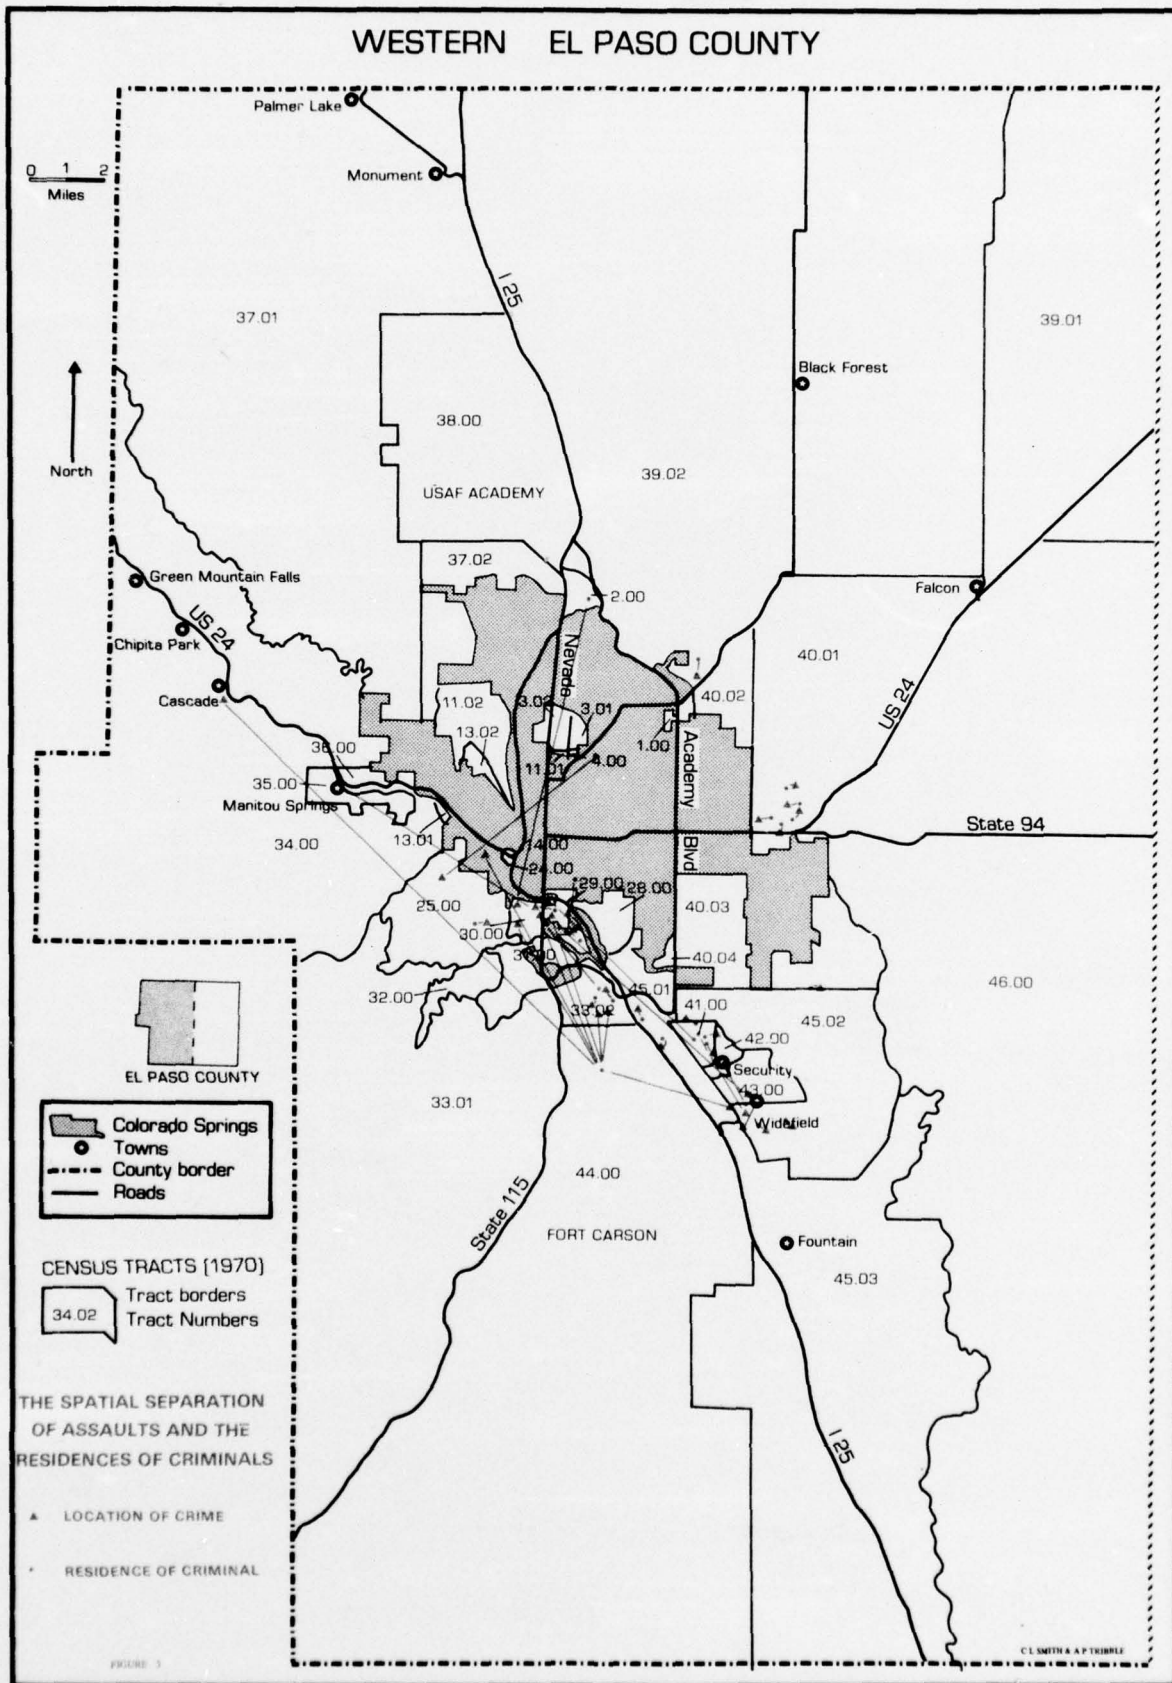 WESTERN EL PASO COUNTY
Palmer Lake
0 1 2
Miles
Monument
I 25
37.01
39.01
North
Black Forest
38.00
39.02
USAF ACADEMY
37.02
Green Mountain Falls
2.00
Falcon
US 24
Chipita Park
Nevada
40.01
Cascade
40.02
US 24
11.02
3.02
3.01
13.02
1.00
Academy
36.00
11.01
4.00
35.00
Manitou Springs
State 94
34.00
13.01
14.00
Blvd
24.00
29.00
28.00
25.00
40.03
30.00
40.04
32.00
45.01
46.00
33.02
41.00
45.02
42.00
EL PASO COUNTY
Security
33.01
43.00
Colorado Springs
Widefield
Towns
County border
44.00
Roads
State 115
FORT CARSON
Fountain
CENSUS TRACTS (1970)
45.03
Tract borders
34.02
Tract Numbers
THE SPATIAL SEPARATION
OF ASSAULTS AND THE
RESIDENCES OF CRIMINALS
I 25
LOCATION OF CRIME
RESIDENCE OF CRIMINAL
C L SMITH & A P TRIBBLE